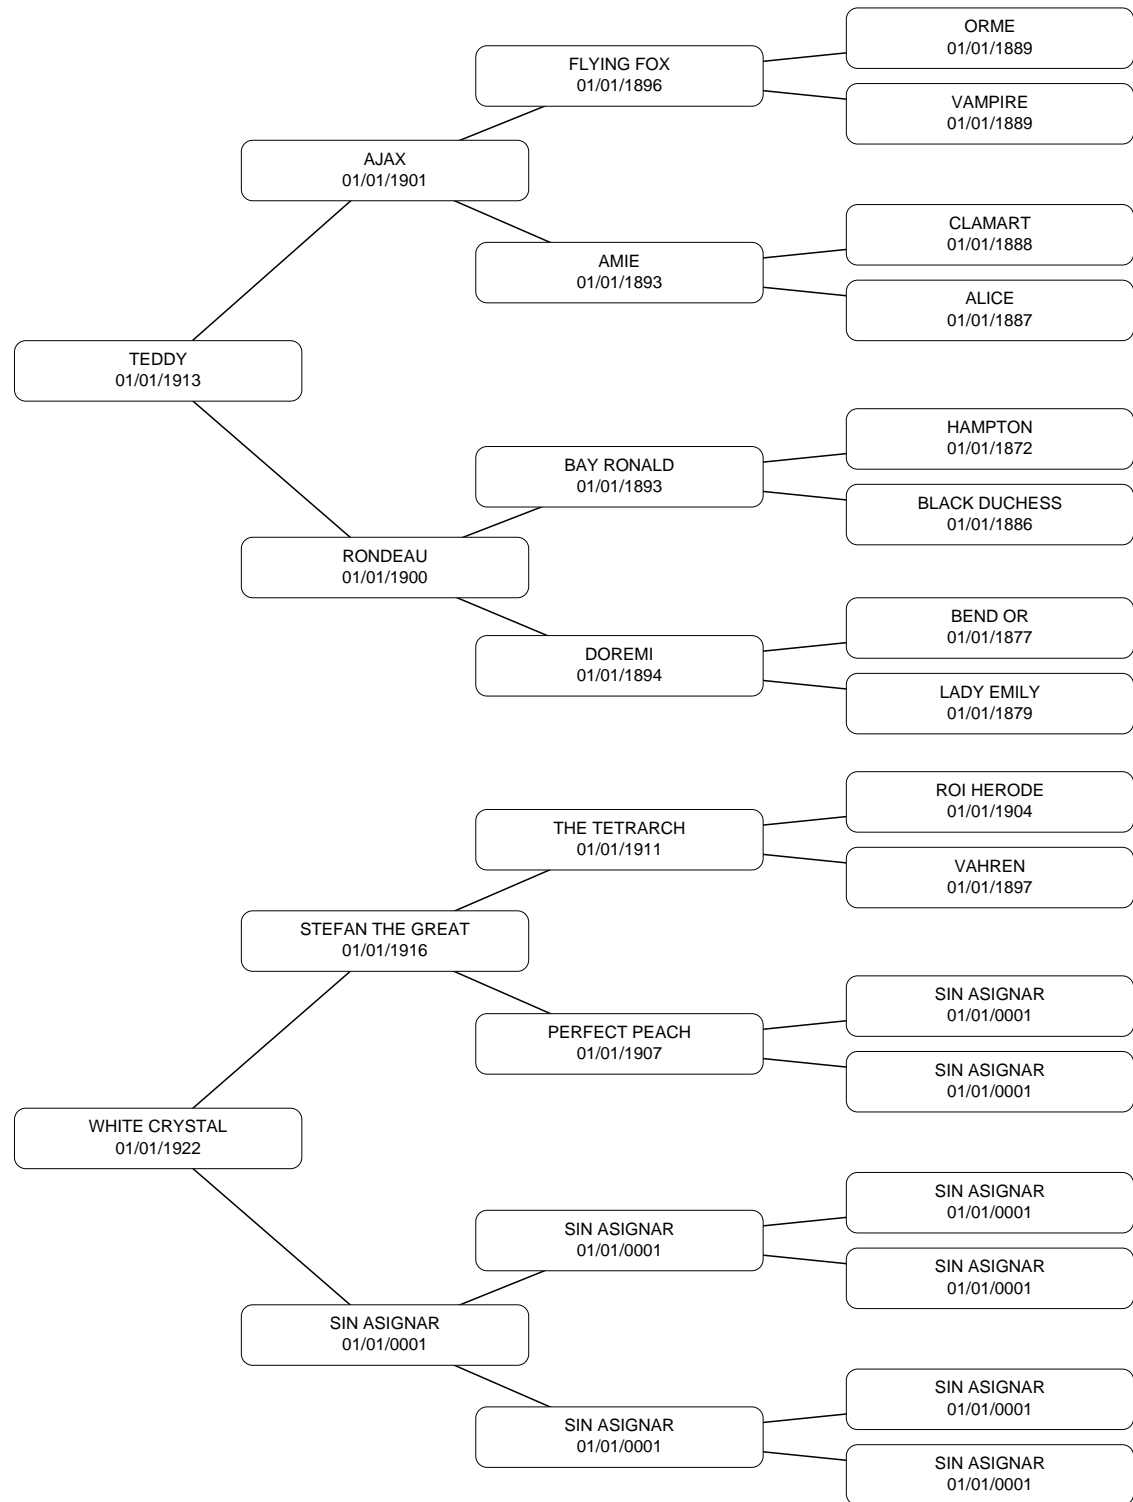 ORME
01/01/1889
FLYING FOX
01/01/1896
VAMPIRE
01/01/1889
AJAX
01/01/1901
CLAMART
01/01/1888
AMIE
01/01/1893
ALICE
01/01/1887
TEDDY
01/01/1913
HAMPTON
01/01/1872
BAY RONALD
01/01/1893
BLACK DUCHESS
01/01/1886
RONDEAU
01/01/1900
BEND OR
01/01/1877
DOREMI
01/01/1894
LADY EMILY
01/01/1879
ROI HERODE
01/01/1904
THE TETRARCH
01/01/1911
VAHREN
01/01/1897
STEFAN THE GREAT
01/01/1916
SIN ASIGNAR
01/01/0001
PERFECT PEACH
01/01/1907
SIN ASIGNAR
01/01/0001
WHITE CRYSTAL
01/01/1922
SIN ASIGNAR
01/01/0001
SIN ASIGNAR
01/01/0001
SIN ASIGNAR
01/01/0001
SIN ASIGNAR
01/01/0001
SIN ASIGNAR
01/01/0001
SIN ASIGNAR
01/01/0001
SIN ASIGNAR
01/01/0001